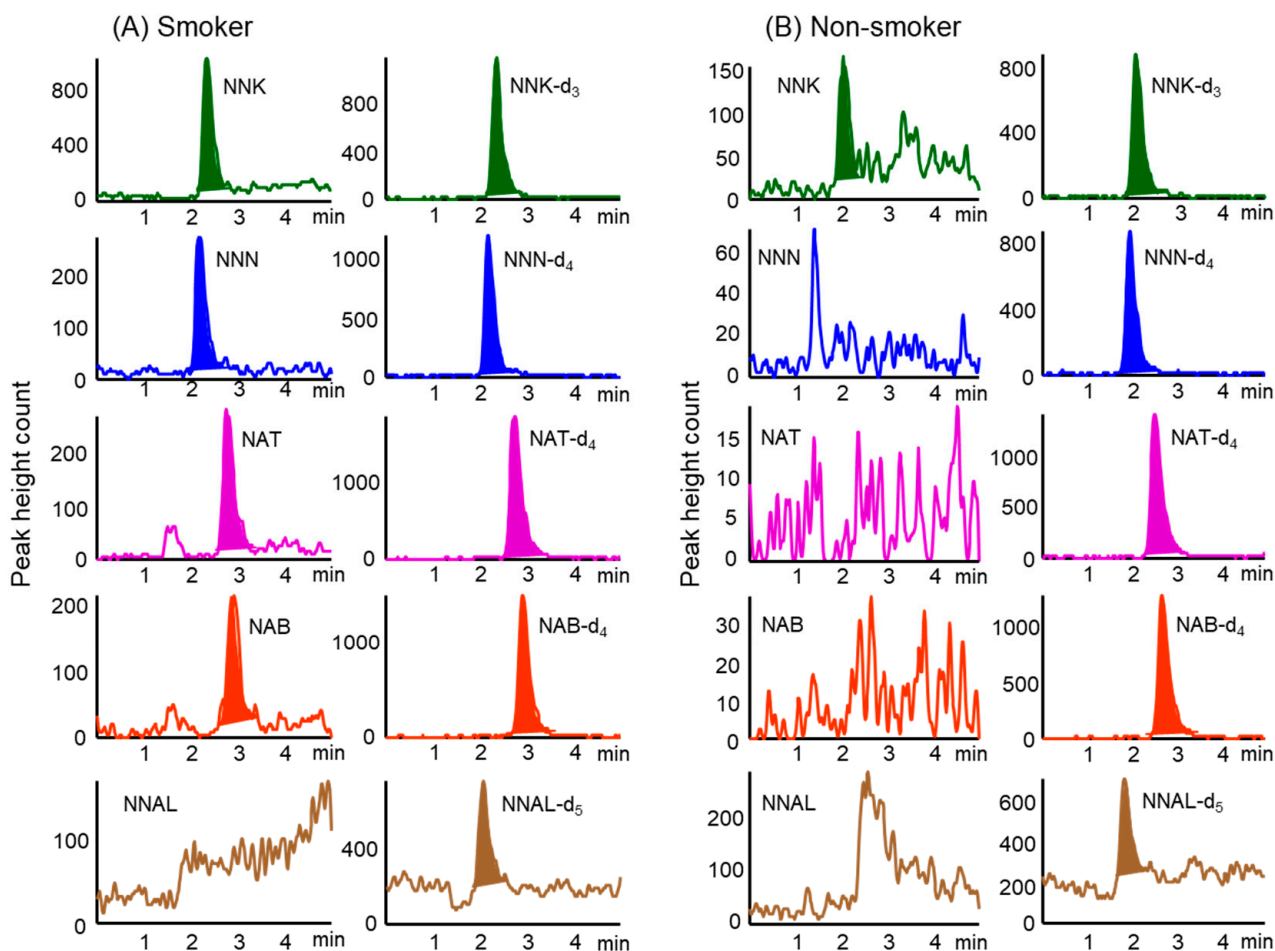 (A) Smoker
(B) Non-smoker
Peak height count
800
400
0
NNK
1 2 3 4 min
800
400
0
NNK-d₃
1 2 3 4 min
200
100
0
NNN
1 2 3 4 min
1000
500
0
NNN-d₄
1 2 3 4 min
200
100
0
NAT
1 2 3 4 min
1000
0
NAT-d₄
1 2 3 4 min
200
100
0
NAB
1 2 3 4 min
1000
0
NAB-d₄
1 2 3 4 min
100
0
NNAL
1 2 3 4 min
400
0
NNAL-d₅
1 2 3 4 min
Peak height count
150
100
50
0
NNK
1 2 3 4 min
800
400
0
NNK-d₃
1 2 3 4 min
60
40
20
0
NNN
1 2 3 4 min
800
400
0
NNN-d₄
1 2 3 4 min
15
10
5
0
NAT
1 2 3 4 min
1000
500
0
NAT-d₄
1 2 3 4 min
30
20
10
0
NAB
1 2 3 4 min
1000
500
0
NAB-d₄
1 2 3 4 min
200
100
0
NNAL
1 2 3 4 min
600
400
200
0
NNAL-d₅
1 2 3 4 min